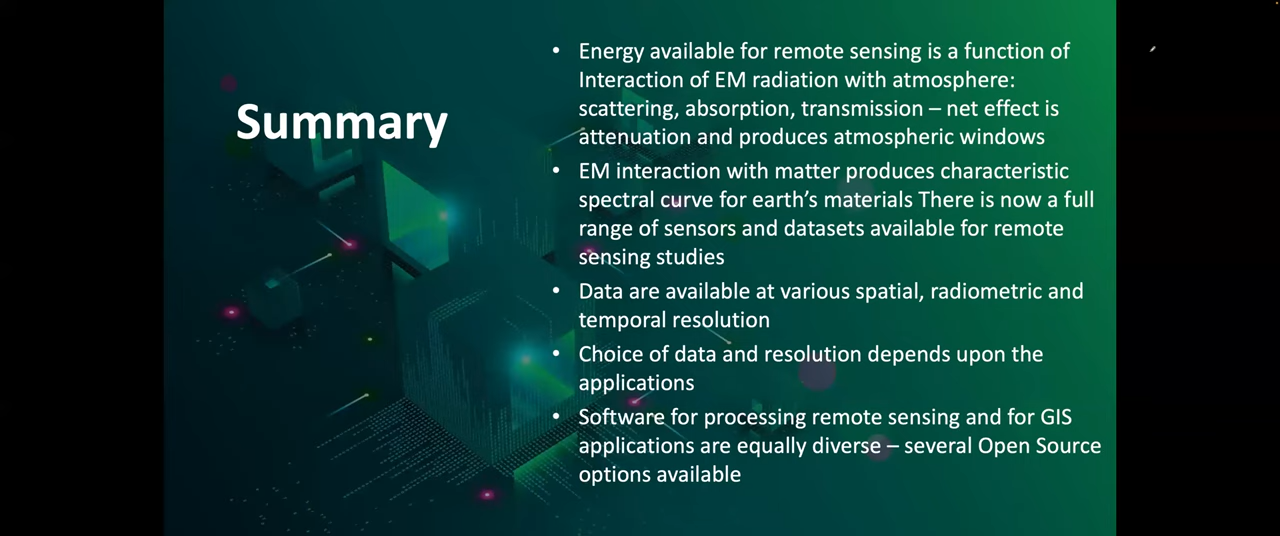 Summary
• Energy available for remote sensing is a function of
Interaction of EM radiation with atmosphere:
scattering, absorption, transmission – net effect is
attenuation and produces atmospheric windows
• EM interaction with matter produces characteristic
spectral curve for earth’s materials There is now a full
range of sensors and datasets available for remote
sensing studies
• Data are available at various spatial, radiometric and
temporal resolution
• Choice of data and resolution depends upon the
applications
• Software for processing remote sensing and for GIS
applications are equally diverse – several Open Source
options available